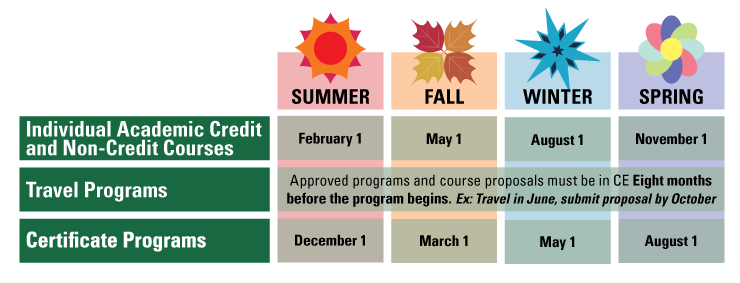 SUMMER FALL WINTER SPRING
Individual Academic Credit
and Non-Credit Courses
February 1 May 1 August 1 November 1
Travel Programs
Approved programs and course proposals must be in CE Eight months
before the program begins. Ex: Travel in June, submit proposal by October
Certificate Programs
December 1 March 1 May 1 August 1